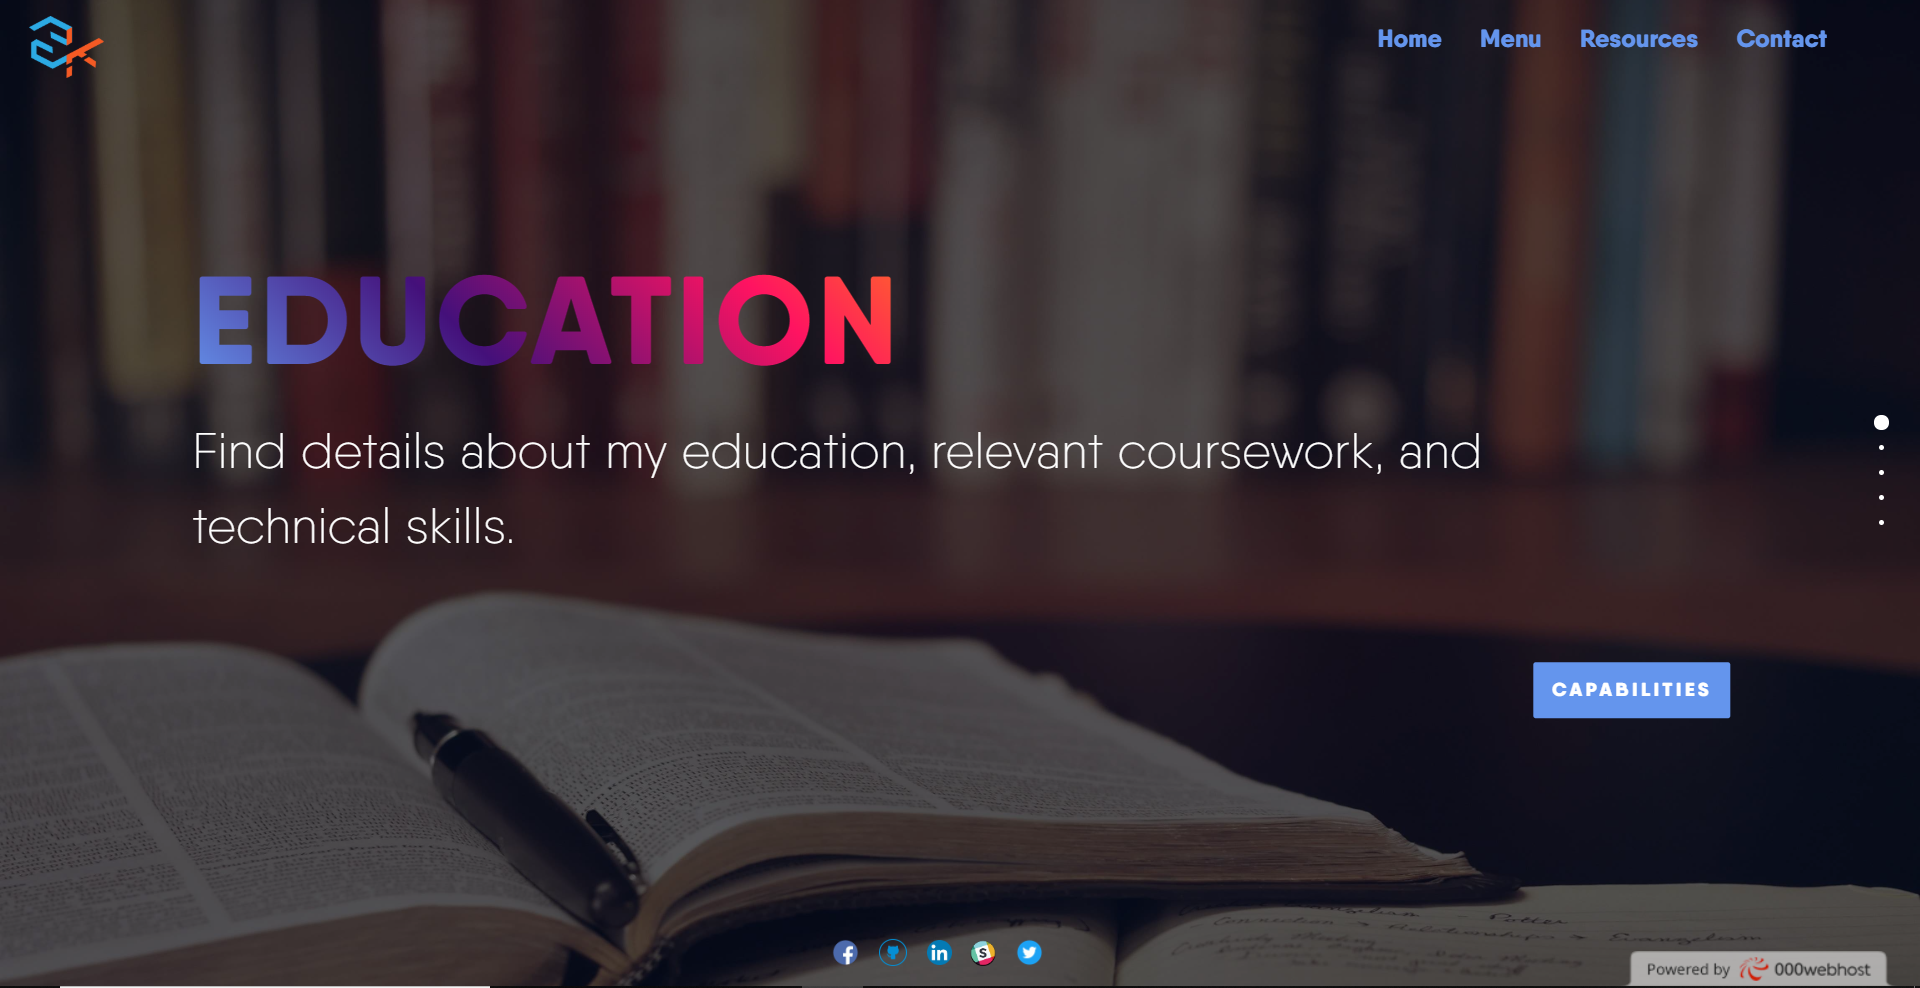 Home Menu Resources Contact
EDUCATION
Find details about my education, relevant coursework, and
technical skills.
CAPABILITIES
Powered by 000webhost